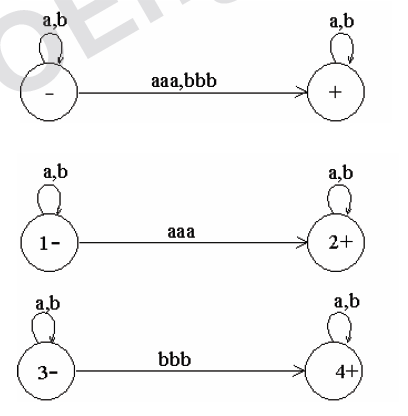 a,b a,b
- aaa,bbb +
a,b a,b
1- aaa 2+
a,b a,b
3- bbb 4+